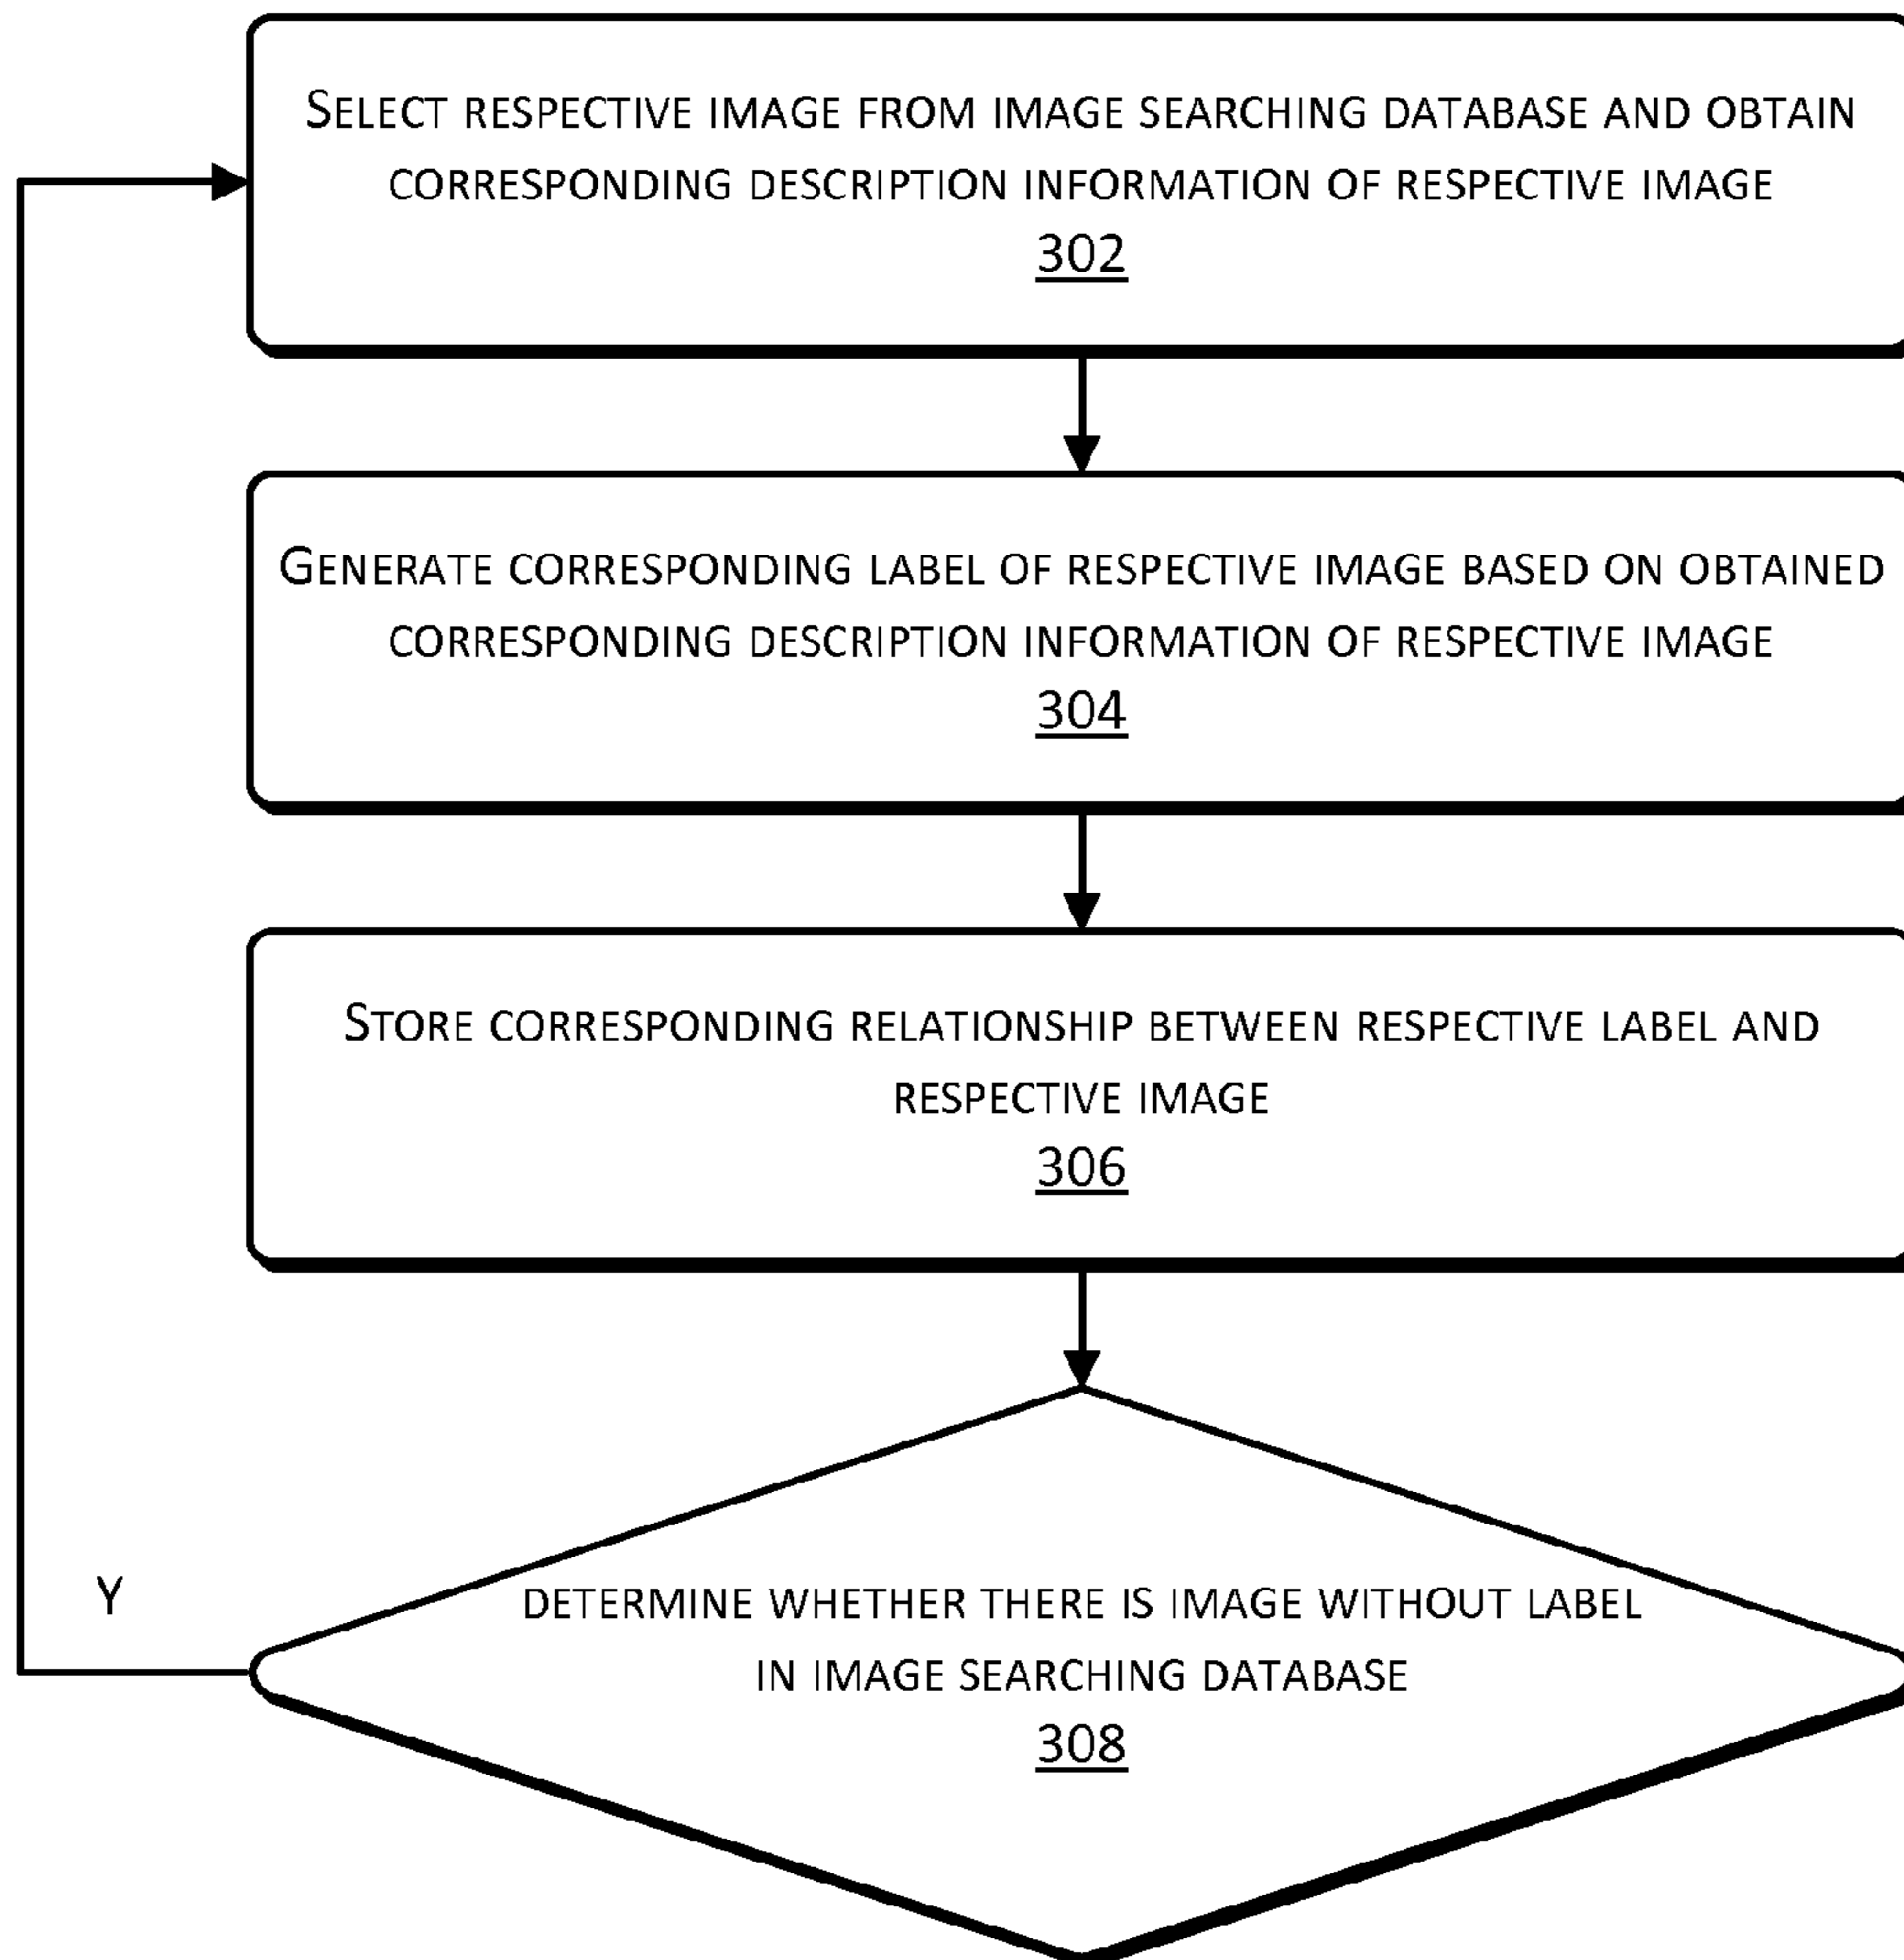 SELECT RESPECTIVE IMAGE FROM IMAGE SEARCHING DATABASE AND OBTAIN
CORRESPONDING DESCRIPTION INFORMATION OF RESPECTIVE IMAGE
302
GENERATE CORRESPONDING LABEL OF RESPECTIVE IMAGE BASED ON OBTAINED
CORRESPONDING DESCRIPTION INFORMATION OF RESPECTIVE IMAGE
304
STORE CORRESPONDING RELATIONSHIP BETWEEN RESPECTIVE LABEL AND
RESPECTIVE IMAGE
306
Y
DETERMINE WHETHER THERE IS IMAGE WITHOUT LABEL
IN IMAGE SEARCHING DATABASE
308